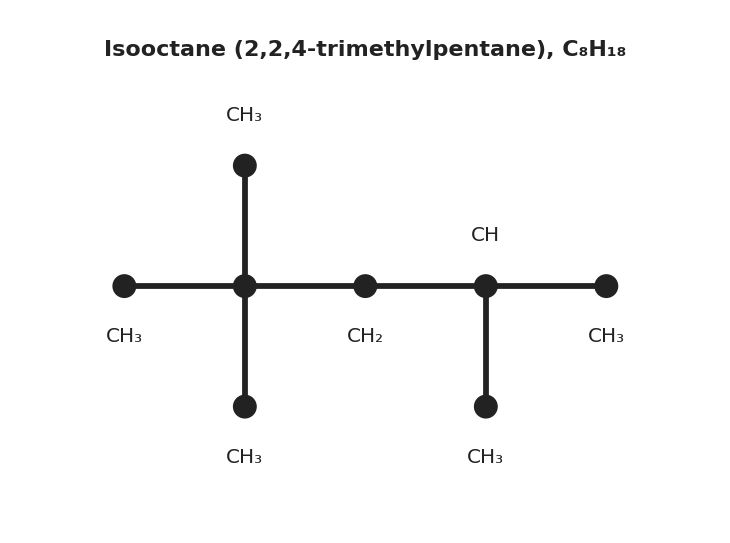 Isooctane (2,2,4-trimethylpentane), C₈H₁₈
CH₃
CH
CH₃ CH₂ CH₃
CH₃ CH₃